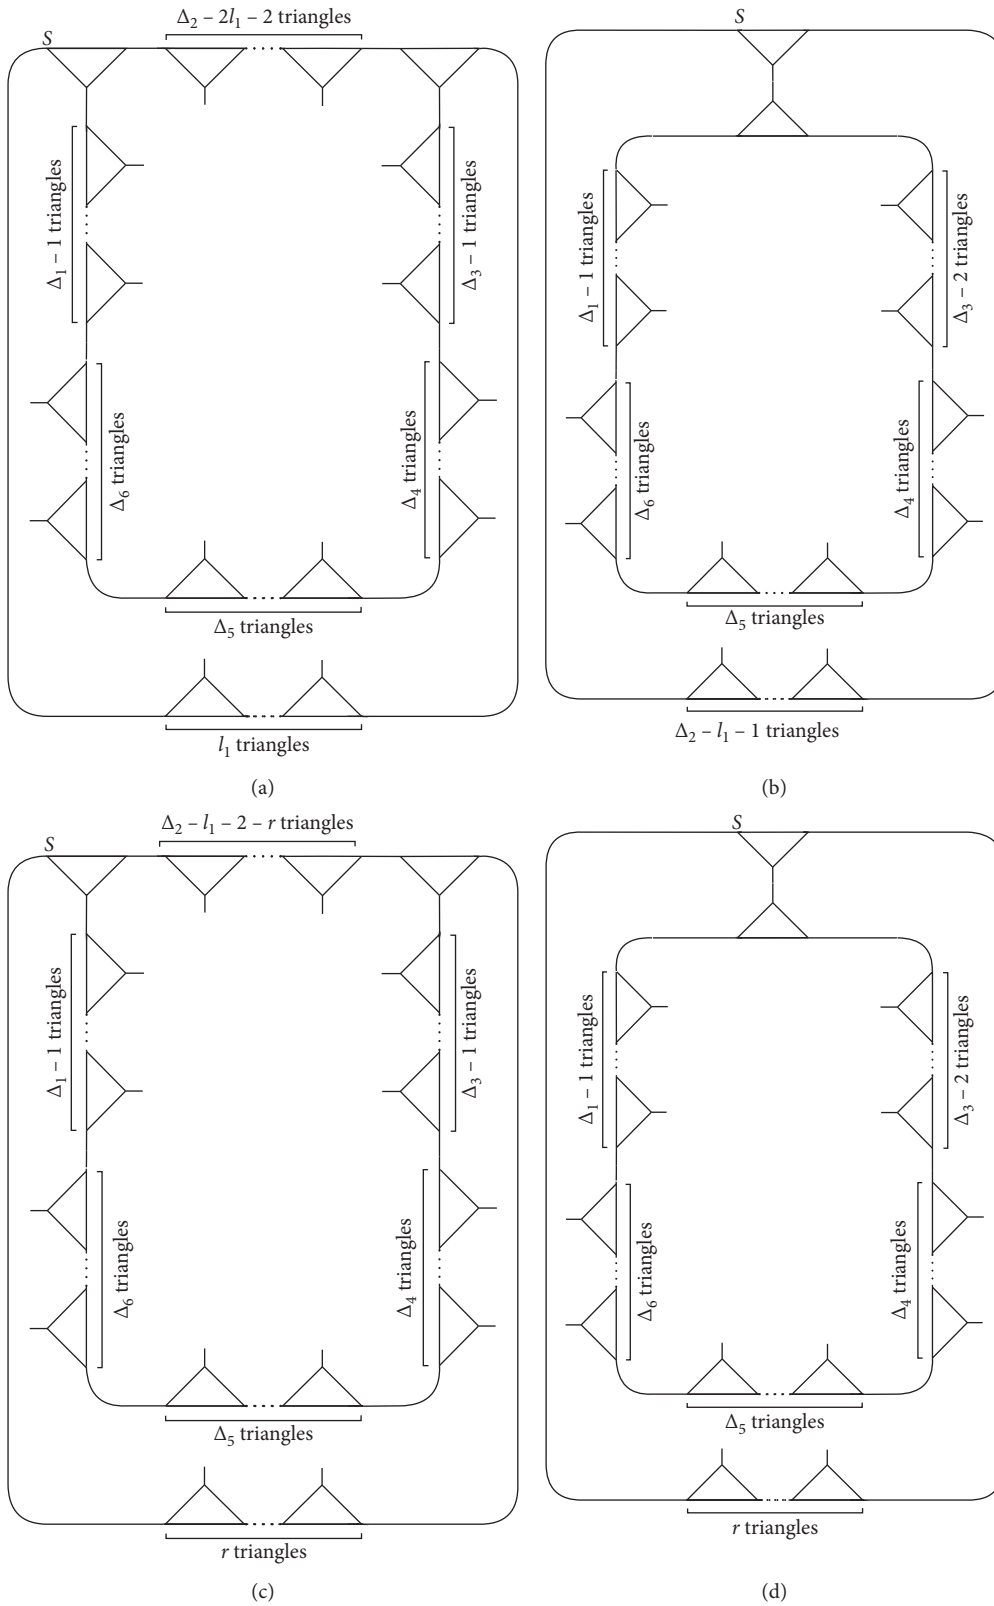 Δ₂ – 2l₁ – 2 triangles
S
Δ₁ – 1 triangles
Δ₃ – 1 triangles
Δ₆ triangles
Δ₄ triangles
Δ₅ triangles
l₁ triangles
(a)
S
Δ₁ – 1 triangles
Δ₃ – 2 triangles
Δ₆ triangles
Δ₄ triangles
Δ₅ triangles
Δ₂ – l₁ – 1 triangles
(b)
Δ₂ – l₁ – 2 – r triangles
S
Δ₁ – 1 triangles
Δ₃ – 1 triangles
Δ₆ triangles
Δ₄ triangles
Δ₅ triangles
r triangles
(c)
S
Δ₁ – 1 triangles
Δ₃ – 2 triangles
Δ₆ triangles
Δ₄ triangles
Δ₅ triangles
r triangles
(d)